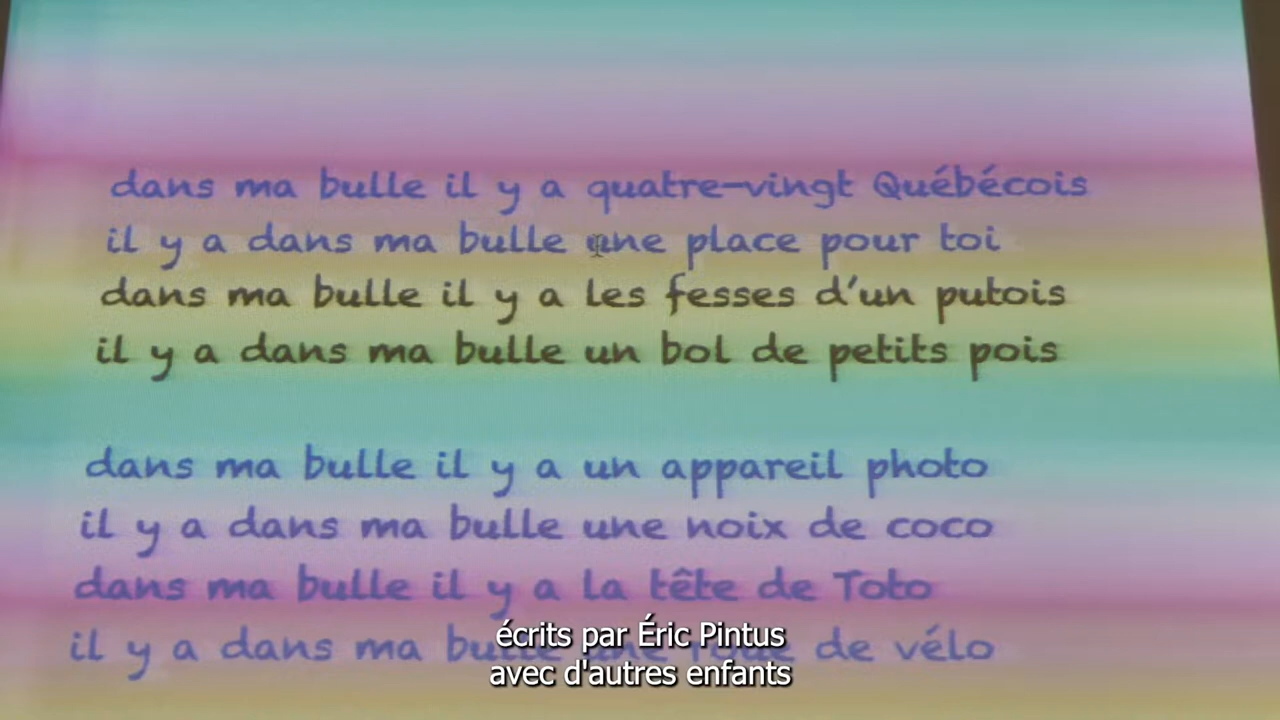 dans ma bulle il y a quatre-vingt Québécois
il y a dans ma bulle une place pour toi
dans ma bulle il y a les fesses d'un putois
il y a dans ma bulle un bol de petits pois
dans ma bulle il y a un appareil photo
il y a dans ma bulle une noix de coco
dans ma bulle il y a la tête de Toto
il y a dans ma bulle une roue de vélo
écrits par Éric Pintus
avec d'autres enfants